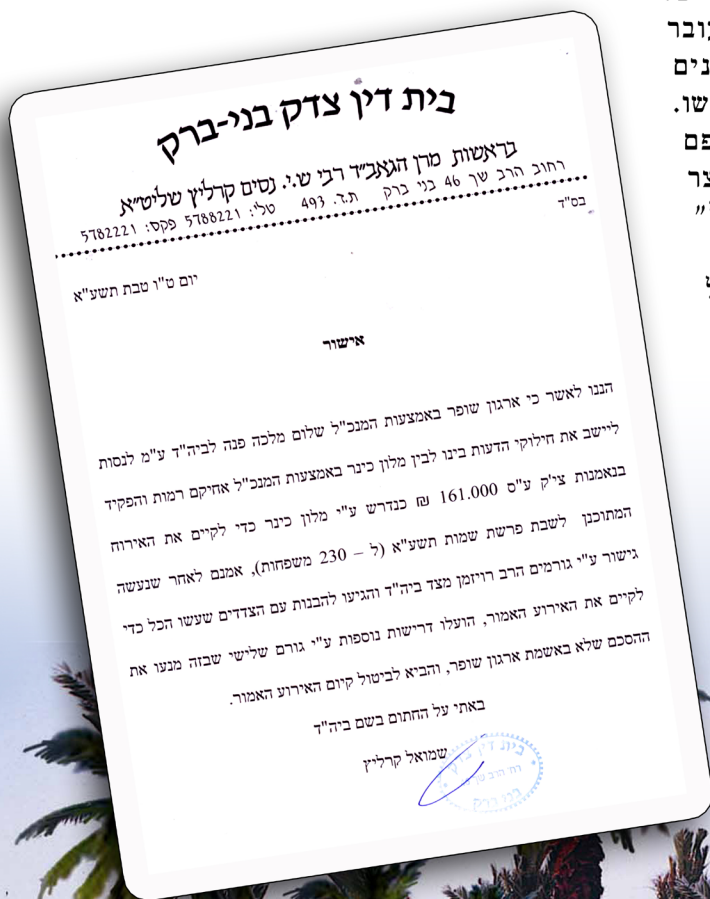 בית דין צדק בני-ברק
בראשות מרן הגאב״ד רבי ש.י. נסים קרליץ שליט״א
רחוב הרב שך 46 בני ברק ת.ד. 493 טל׳: 5788221 פקס: 5782221
בס"ד
יום ט"ו טבת תשע"א
אישור
הננו לאשר כי ארגון שופר באמצעות המנכ"ל שלום מלכה פנה לביה"ד ע"מ לנסות
ליישב את חילוקי הדעות בינו לבין מלון כינר באמצעות המנכ"ל אחיקם רמות והפקיד
בנאמנות צי'ק ע"ס 161.000 ₪ כנדרש ע"י מלון כינר כדי לקיים את האירוח
המתוכנן לשבת פרשת שמות תשע"א (ל – 230 משפחות), אמנם לאחר שנעשה
גישור ע"י גורמים הרב רויזמן מצד ביה"ד והגיעו להבנות עם הצדדים שעשו הכל כדי
לקיים את האירוע האמור, הועלו דרישות נוספות ע"י גורם שלישי שבזה מנעו את
ההסכם שלא באשמת ארגון שופר, והביא לביטול קיום האירוע האמור.
באתי על החתום בשם ביה"ד
שמואל קרליץ
בית דין צדק
בני ברק